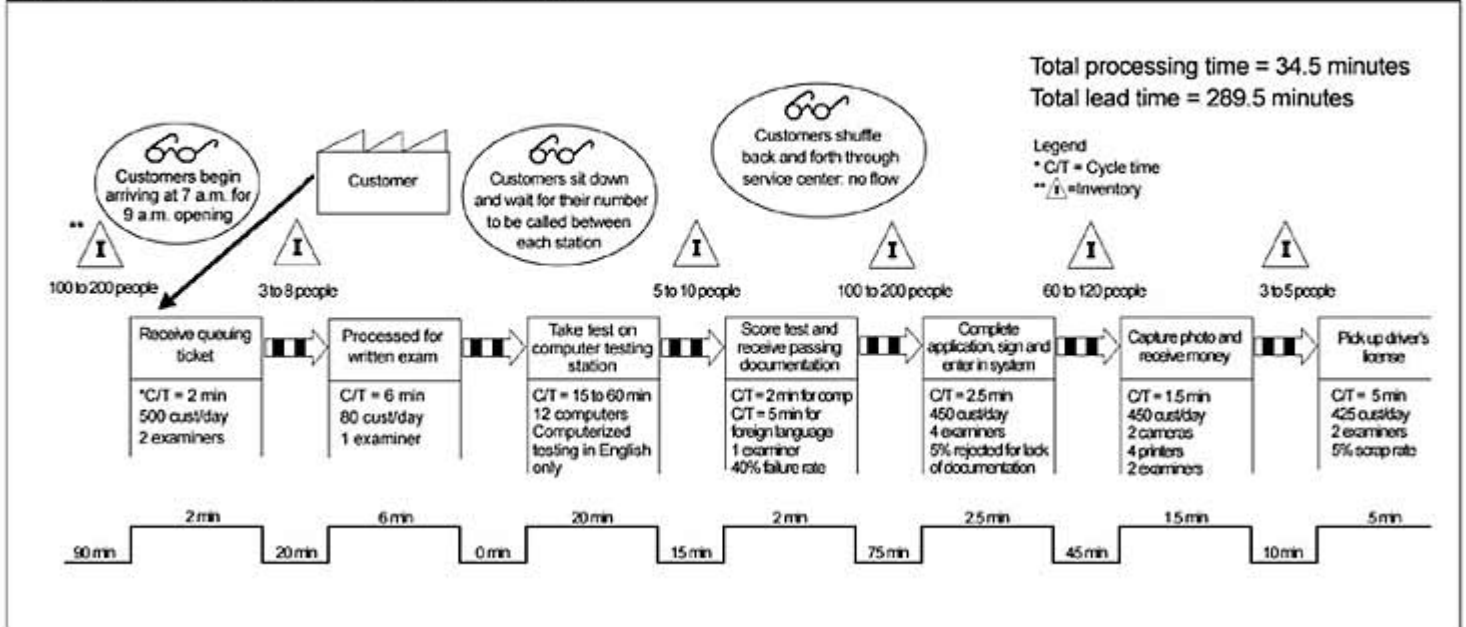 Total processing time = 34.5 minutes
Total lead time = 289.5 minutes
Legend
* C/T = Cycle time
** I =Inventory
Customers begin
arriving at 7 a.m. for
9 a.m. opening
Customer
Customers sit down
and wait for their number
to be called between
each station
Customers shuffle
back and forth through
service center: no flow
**
I
100 to 200 people
I
3 to 8 people
I
5 to 10 people
I
100 to 200 people
I
60 to 120 people
I
3 to 5 people
Receive queuing
ticket
*C/T = 2 min
500 cust/day
2 examiners
Processed for
written exam
C/T = 6 min
80 cust/day
1 examiner
Take test on
computer testing
station
C/T = 15 to 60 min
12 computers
Computerized
testing in English
only
Score test and
receive passing
documentation
C/T = 2 min for comp
C/T = 5 min for
foreign language
1 examiner
40% failure rate
Complete
application, sign and
enter in system
C/T = 2.5 min
450 cust/day
4 examiners
5% rejected for lack
of documentation
Capture photo and
receive money
C/T = 1.5 min
450 cust/day
2 cameras
4 printers
2 examiners
Pick up driver's
license
C/T = 5 min
425 cust/day
2 examiners
5% scrap rate
90 min
2 min
20 min
6 min
0 min
20 min
15 min
2 min
75 min
2.5 min
45 min
1.5 min
10 min
5 min